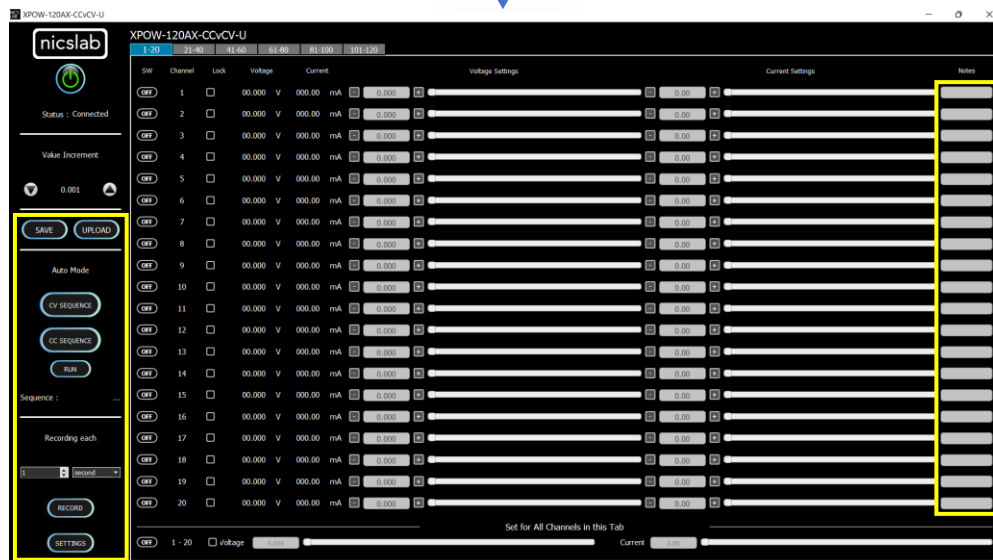 XPOW-120AX-CCvCV-U
nicslab
Status : Connected
Value Increment
0.001
SAVE UPLOAD
Auto Mode
CV SEQUENCE
CC SEQUENCE
RUN
Sequence : ...
Recording each
1 second
RECORD
SETTINGS
XPOW-120AX-CCvCV-U
1-20 21-40 41-60 61-80 81-100 101-120
SW Channel Lock Voltage Current Voltage Settings Current Settings Notes
OFF 1 00.000 V 000.00 mA - 0.000 + - 0.00 +
OFF 2 00.000 V 000.00 mA - 0.000 + - 0.00 +
OFF 3 00.000 V 000.00 mA - 0.000 + - 0.00 +
OFF 4 00.000 V 000.00 mA - 0.000 + - 0.00 +
OFF 5 00.000 V 000.00 mA - 0.000 + - 0.00 +
OFF 6 00.000 V 000.00 mA - 0.000 + - 0.00 +
OFF 7 00.000 V 000.00 mA - 0.000 + - 0.00 +
OFF 8 00.000 V 000.00 mA - 0.000 + - 0.00 +
OFF 9 00.000 V 000.00 mA - 0.000 + - 0.00 +
OFF 10 00.000 V 000.00 mA - 0.000 + - 0.00 +
OFF 11 00.000 V 000.00 mA - 0.000 + - 0.00 +
OFF 12 00.000 V 000.00 mA - 0.000 + - 0.00 +
OFF 13 00.000 V 000.00 mA - 0.000 + - 0.00 +
OFF 14 00.000 V 000.00 mA - 0.000 + - 0.00 +
OFF 15 00.000 V 000.00 mA - 0.000 + - 0.00 +
OFF 16 00.000 V 000.00 mA - 0.000 + - 0.00 +
OFF 17 00.000 V 000.00 mA - 0.000 + - 0.00 +
OFF 18 00.000 V 000.00 mA - 0.000 + - 0.00 +
OFF 19 00.000 V 000.00 mA - 0.000 + - 0.00 +
OFF 20 00.000 V 000.00 mA - 0.000 + - 0.00 +
Set for All Channels in this Tab
OFF 1 - 20 Voltage 0.000 Current 0.00